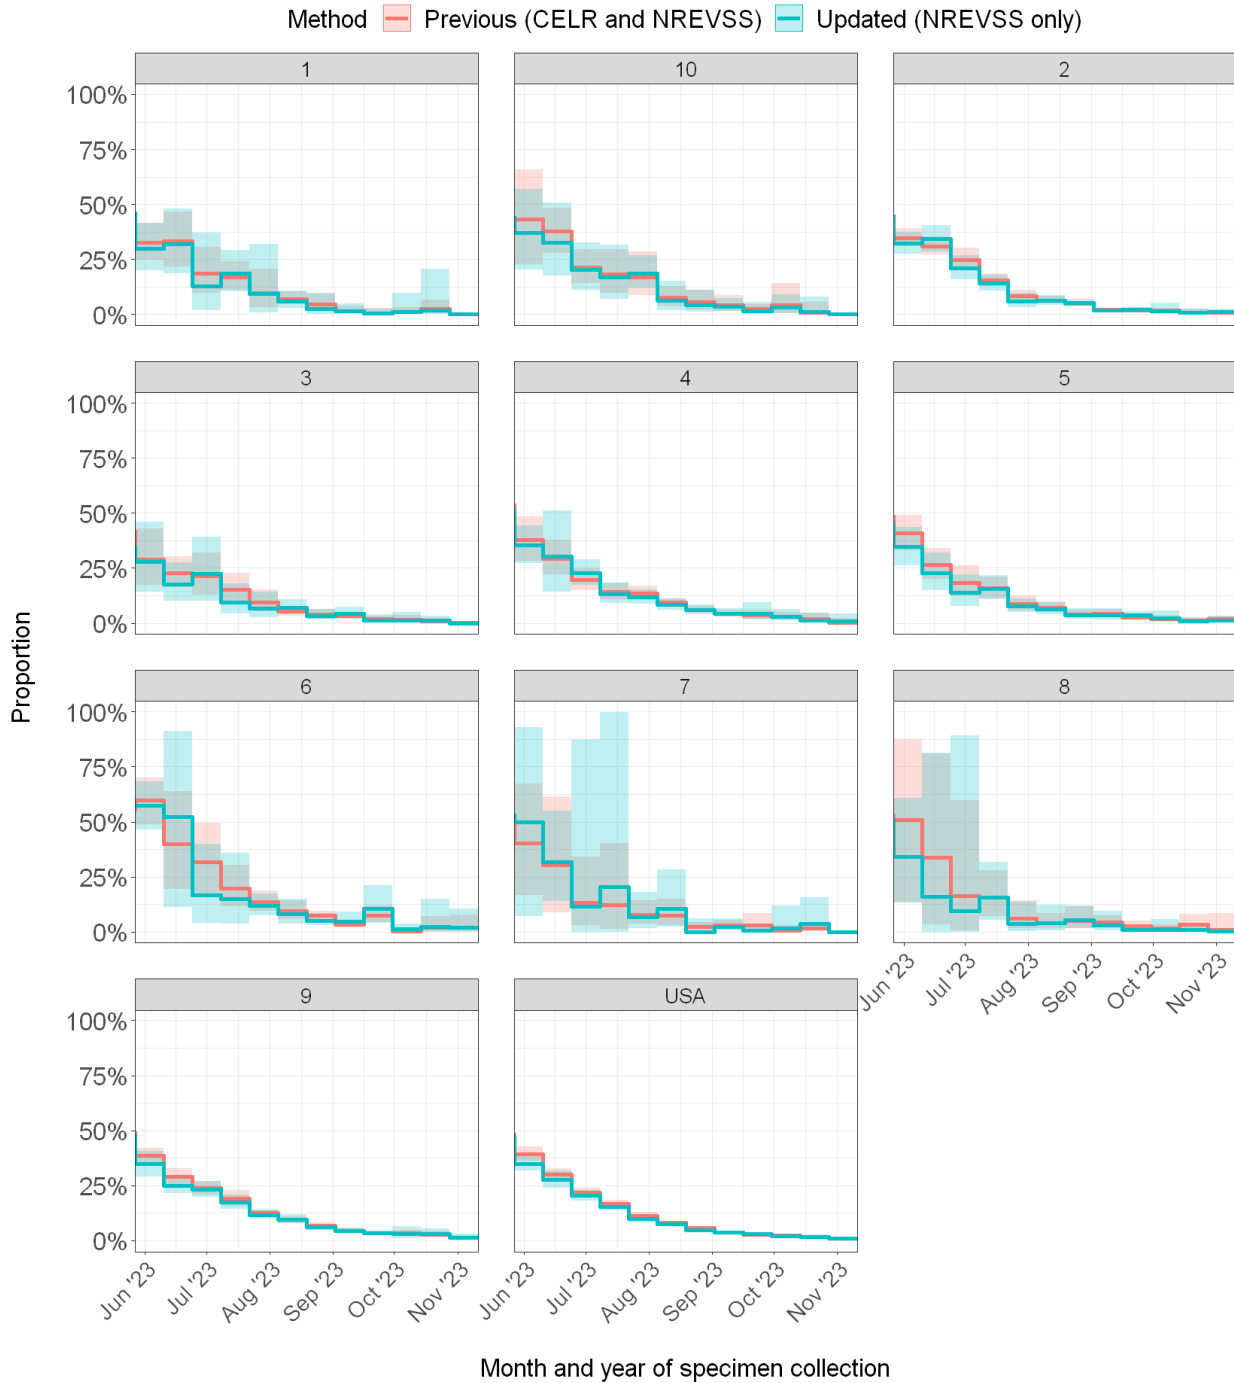 Method Previous (CELR and NREVSS) Updated (NREVSS only)
1 10 2
100%
75%
50%
25%
0%
3 4 5
100%
75%
50%
25%
0%
Proportion
6 7 8
100%
75%
50%
25%
0%
Jun '23 Jul '23 Aug '23 Sep '23 Oct '23 Nov '23
9 USA
100%
75%
50%
25%
0%
Jun '23 Jul '23 Aug '23 Sep '23 Oct '23 Nov '23 Jun '23 Jul '23 Aug '23 Sep '23 Oct '23 Nov '23
Month and year of specimen collection